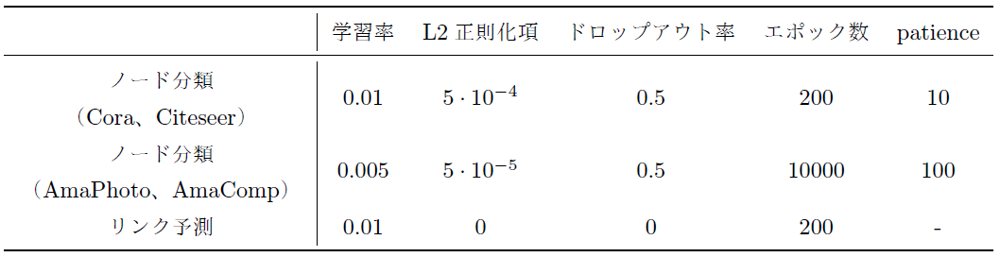 学習率 L2 正則化項 ドロップアウト率 エポック数 patience
ノード分類
（Cora、Citeseer） 0.01 5 · 10⁻⁴ 0.5 200 10
ノード分類
（AmaPhoto、AmaComp） 0.005 5 · 10⁻⁵ 0.5 10000 100
リンク予測 0.01 0 0 200 -